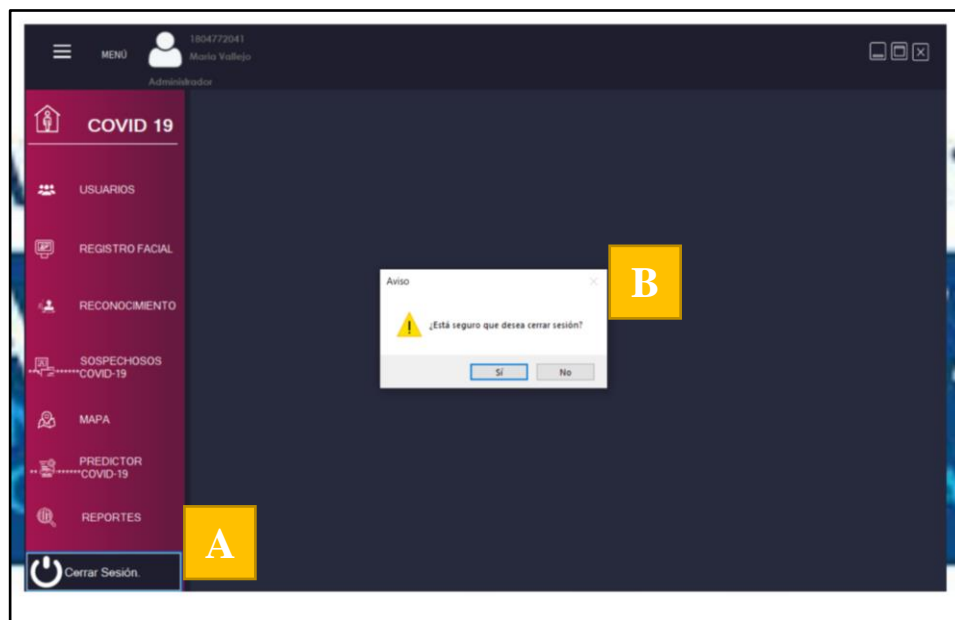 1804772041
MENÚ
Maria Vallejo
Administrador
COVID 19
USUARIOS
REGISTRO FACIAL
RECONOCIMIENTO
SOSPECHOSOS
COVID-19
MAPA
PREDICTOR
COVID-19
REPORTES
Cerrar Sesión.
A
Aviso
¿Está seguro que desea cerrar sesión?
Sí
No
B